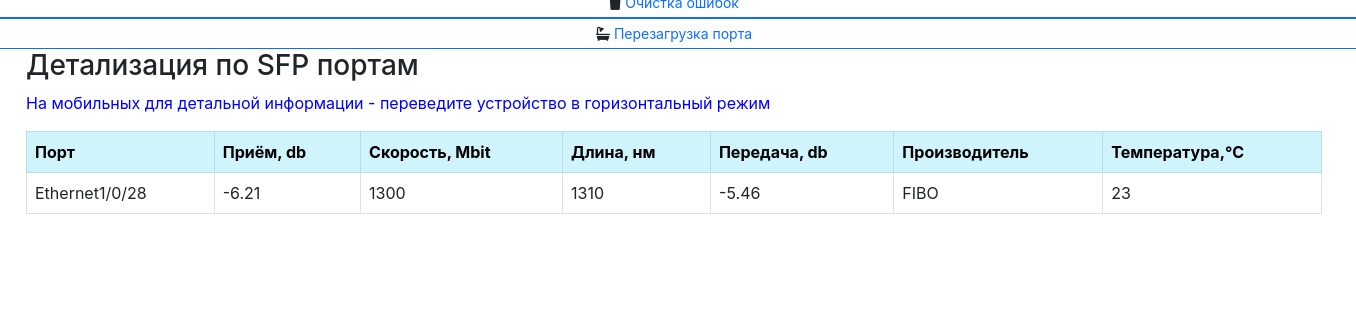 Очистка ошибок
Перезагрузка порта
Детализация по SFP портам
На мобильных для детальной информации - переведите устройство в горизонтальный режим
Порт Приём, db Скорость, Mbit Длина, нм Передача, db Производитель Температура,°C
Ethernet1/0/28 -6.21 1300 1310 -5.46 FIBO 23